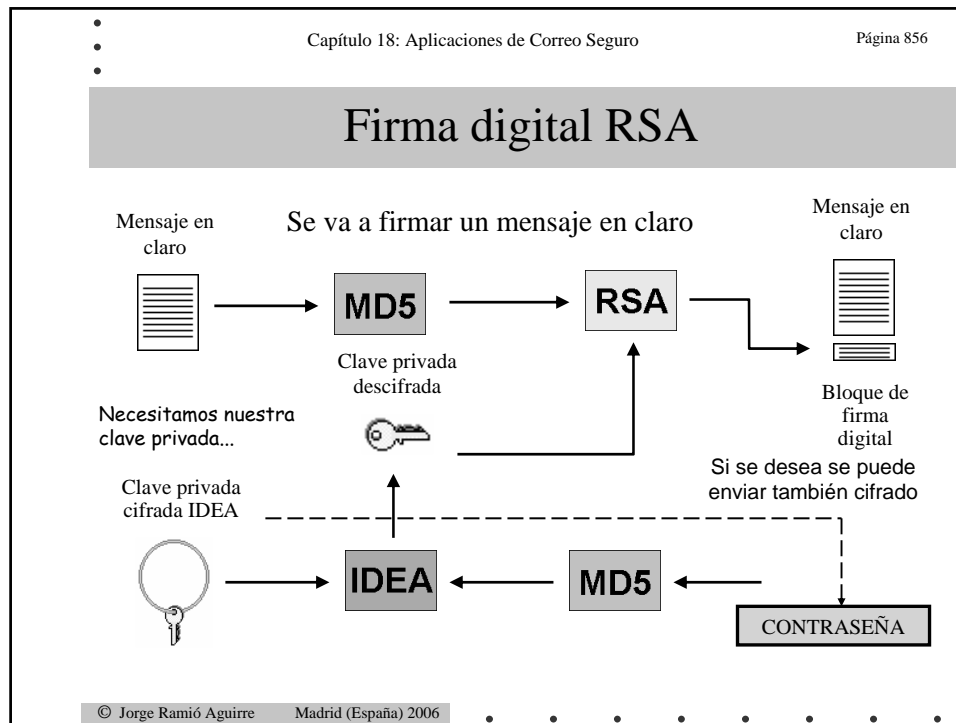 Capítulo 18: Aplicaciones de Correo Seguro
Página 856
Firma digital RSA
Mensaje en
claro
Se va a firmar un mensaje en claro
Mensaje en
claro
MD5
RSA
Clave privada
descifrada
Necesitamos nuestra
clave privada...
Bloque de
firma
digital
Si se desea se puede
enviar también cifrado
Clave privada
cifrada IDEA
IDEA
MD5
CONTRASEÑA
© Jorge Ramió Aguirre Madrid (España) 2006